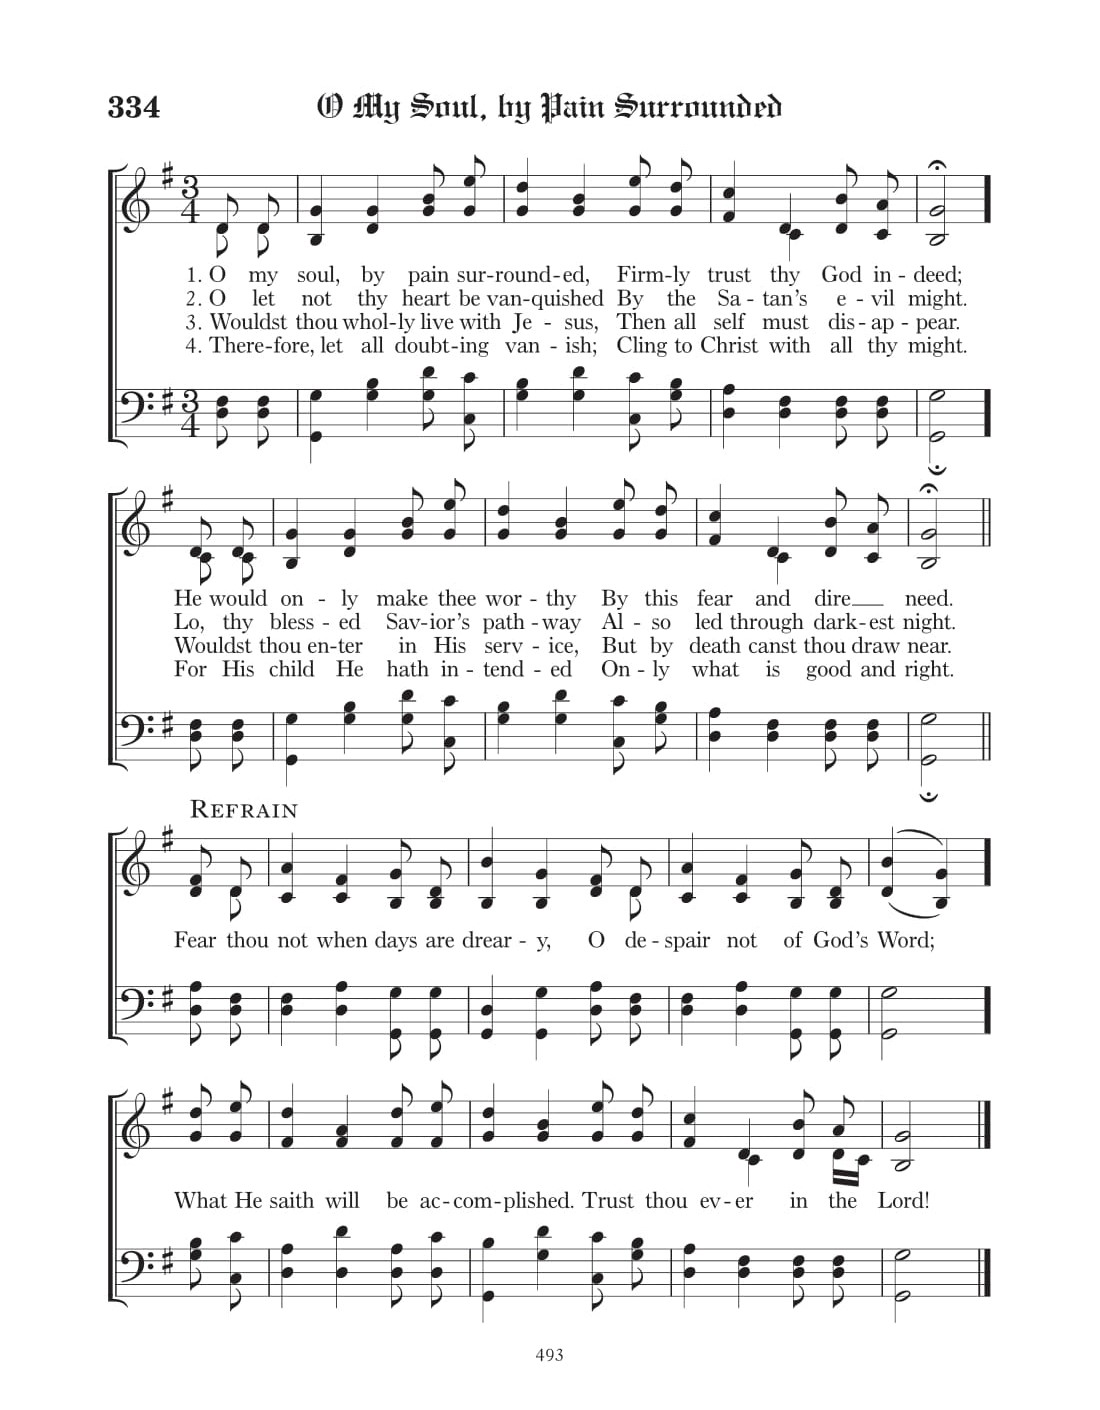 334 O My Soul, by Pain Surrounded
3
4
1. O my soul, by pain sur-round-ed, Firm-ly trust thy God in - deed;
2. O let not thy heart be van-quished By the Sa - tan's e - vil might.
3. Wouldst thou whol-ly live with Je - sus, Then all self must dis - ap - pear.
4. There-fore, let all doubt-ing van - ish; Cling to Christ with all thy might.
3
4
He would on - ly make thee wor - thy By this fear and dire need.
Lo, thy bless - ed Sav-ior's path - way Al - so led through dark-est night.
Wouldst thou en-ter in His serv - ice, But by death canst thou draw near.
For His child He hath in - tend - ed On - ly what is good and right.
REFRAIN
Fear thou not when days are drear - y, O de - spair not of God's Word;
What He saith will be ac-com-plished. Trust thou ev-er in the Lord!
493